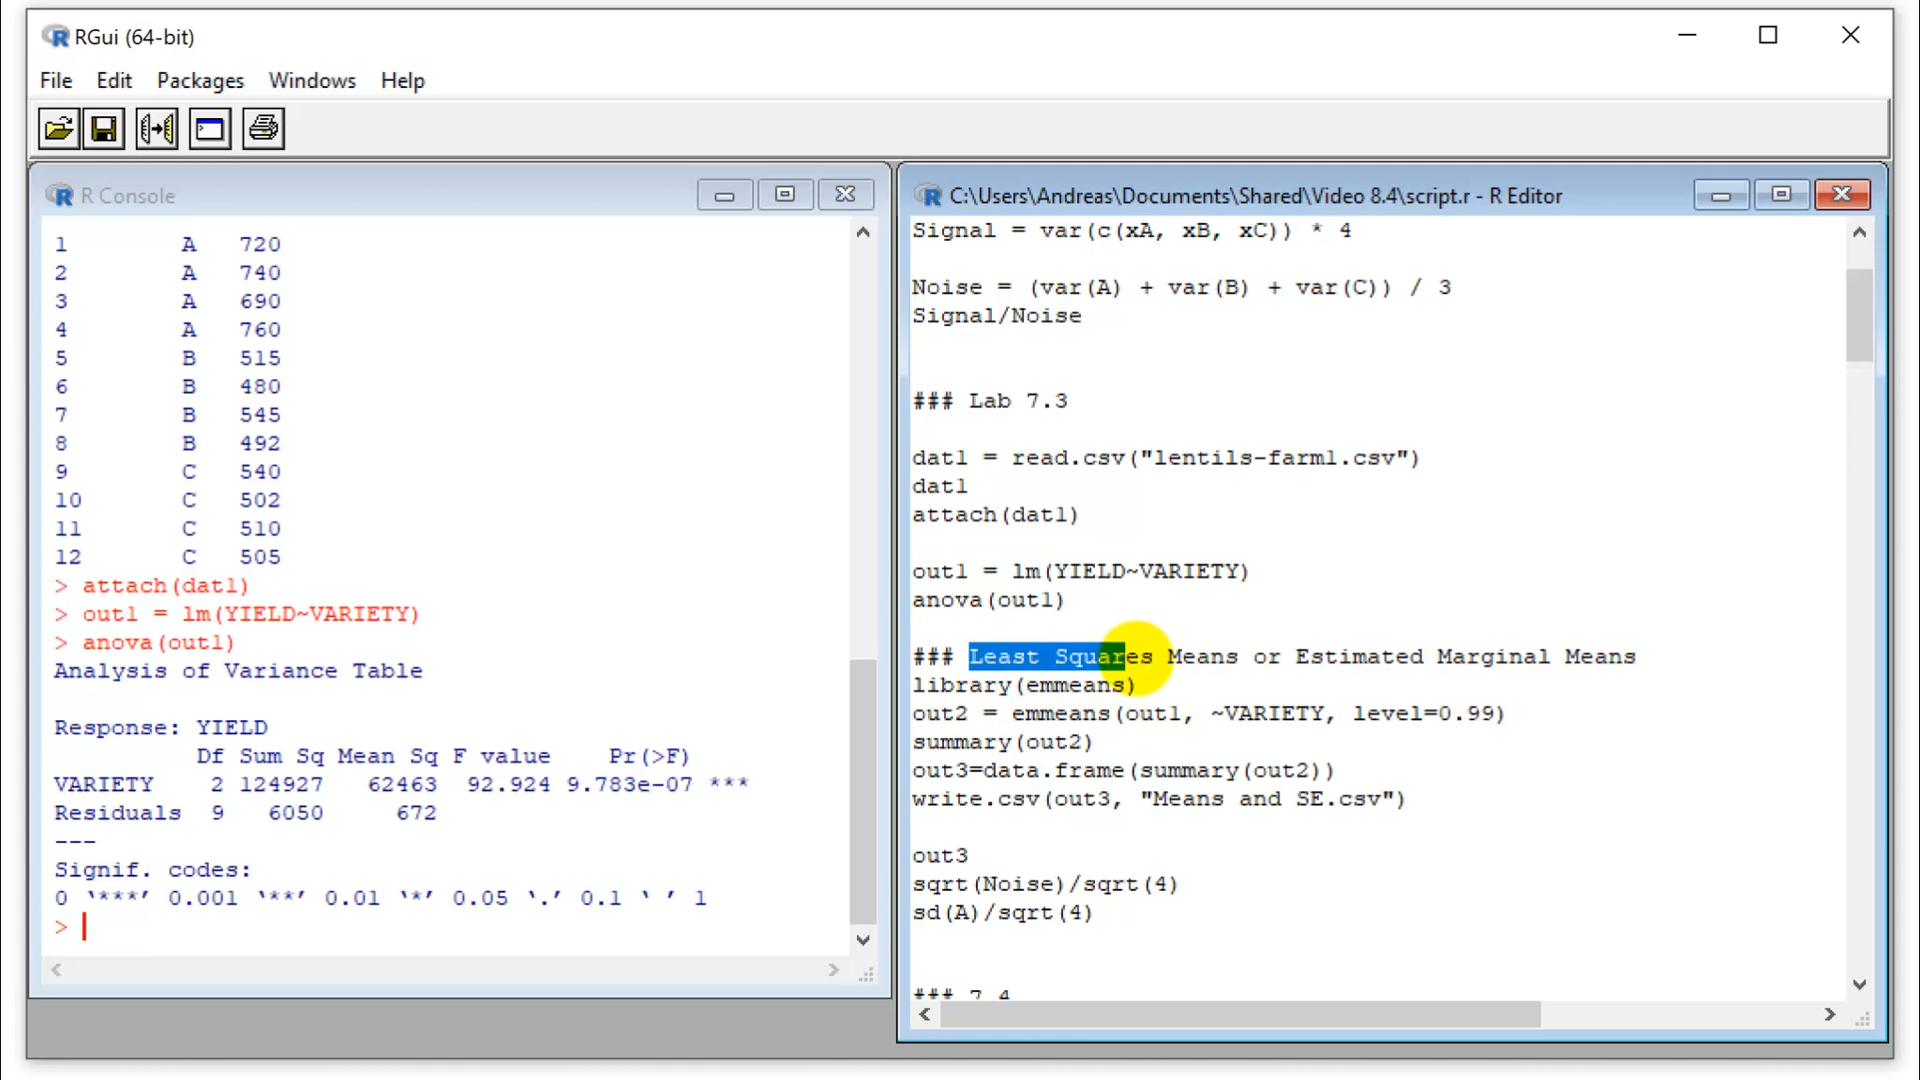 RGui (64-bit)
File Edit Packages Windows Help
R Console
1 A 720
2 A 740
3 A 690
4 A 760
5 B 515
6 B 480
7 B 545
8 B 492
9 C 540
10 C 502
11 C 510
12 C 505
> attach(dat1)
> out1 = lm(YIELD~VARIETY)
> anova(out1)
Analysis of Variance Table
Response: YIELD
Df Sum Sq Mean Sq F value Pr(>F)
VARIETY 2 124927 62463 92.924 9.783e-07 ***
Residuals 9 6050 672
---
Signif. codes:
0 ‘***’ 0.001 ‘**’ 0.01 ‘*’ 0.05 ‘.’ 0.1 ‘ ’ 1
>
C:\Users\Andreas\Documents\Shared\Video 8.4\script.r - R Editor
Signal = var(c(xA, xB, xC)) * 4
Noise = (var(A) + var(B) + var(C)) / 3
Signal/Noise
### Lab 7.3
dat1 = read.csv("lentils-farm1.csv")
dat1
attach(dat1)
out1 = lm(YIELD~VARIETY)
anova(out1)
### Least Squares Means or Estimated Marginal Means
library(emmeans)
out2 = emmeans(out1, ~VARIETY, level=0.99)
summary(out2)
out3=data.frame(summary(out2))
write.csv(out3, "Means and SE.csv")
out3
sqrt(Noise)/sqrt(4)
sd(A)/sqrt(4)
### 7.4